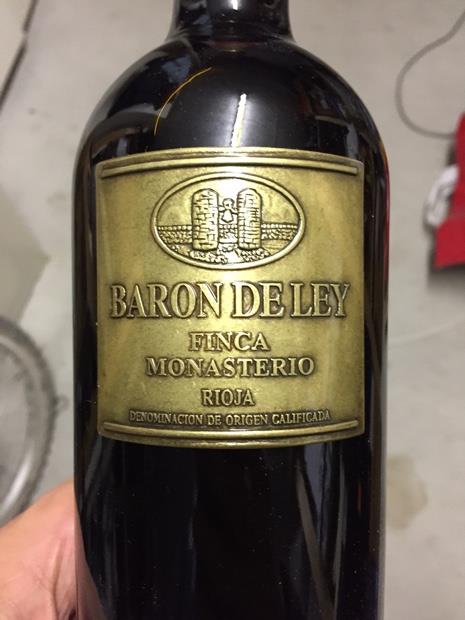 BARON DE LEY
FINCA
MONASTERIO
RIOJA
DENOMINACION DE ORIGEN CALIFICADA